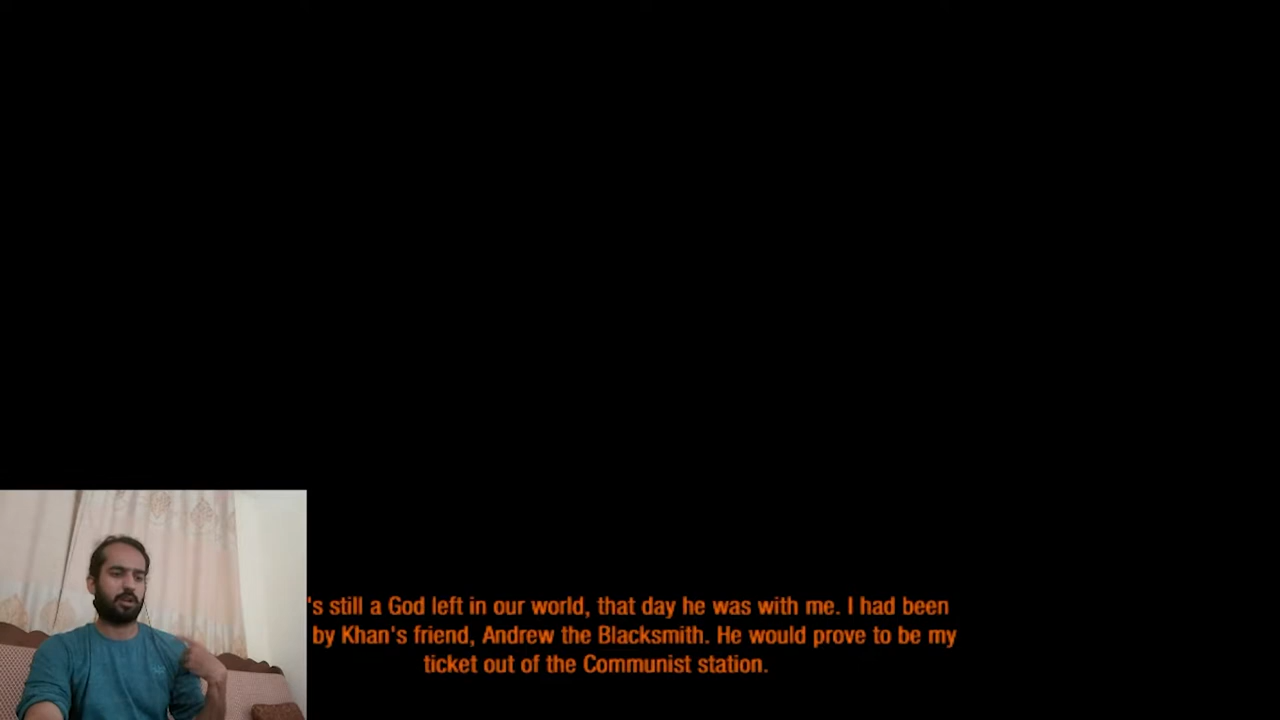 's still a God left in our world, that day he was with me. I had been
by Khan's friend, Andrew the Blacksmith. He would prove to be my
ticket out of the Communist station.